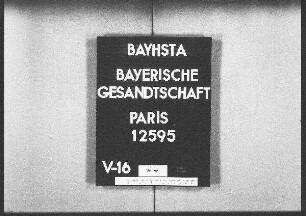 BAYHSTA
BAYERISCHE
GESANDTSCHAFT
PARIS
12595
V-16